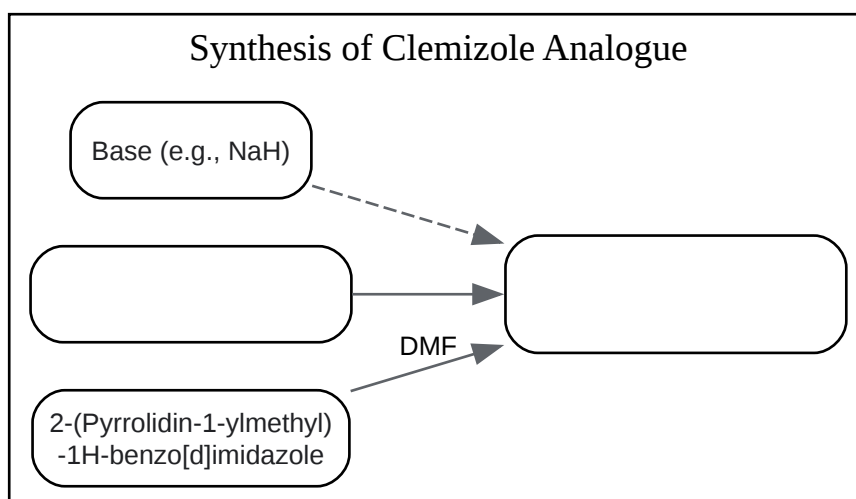 Synthesis of Clemizole Analogue
Base (e.g., NaH)
DMF
2-(Pyrrolidin-1-ylmethyl)
-1H-benzo[d]imidazole